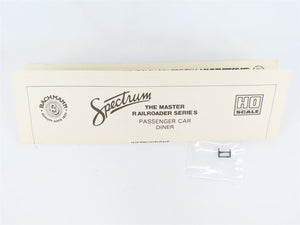 BACHMANN
Spectrum
THE MASTER
RAILROADER SERIES
PASSENGER CAR
DINER
HO
SCALE